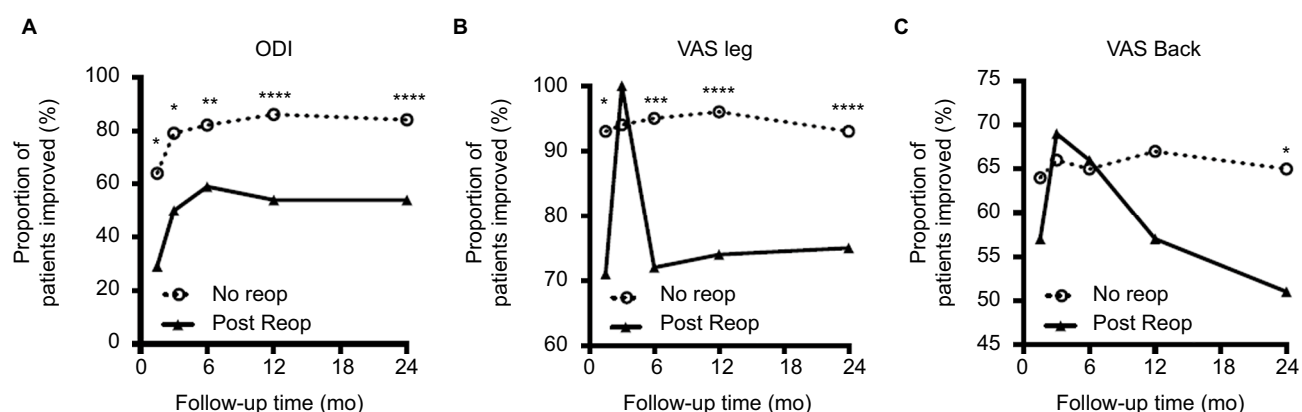 A
ODI
Proportion of
patients improved (%)
100
80
60
40
20
0
*
*
**
****
****
No reop
Post Reop
0
6
12
18
24
Follow-up time (mo)
B
VAS leg
Proportion of
patients improved (%)
100
90
80
70
60
*
***
****
****
No reop
Post Reop
0
6
12
18
24
Follow-up time (mo)
C
VAS Back
Proportion of
patients improved (%)
75
70
65
60
55
50
45
*
No reop
Post Reop
0
6
12
18
24
Follow-up time (mo)